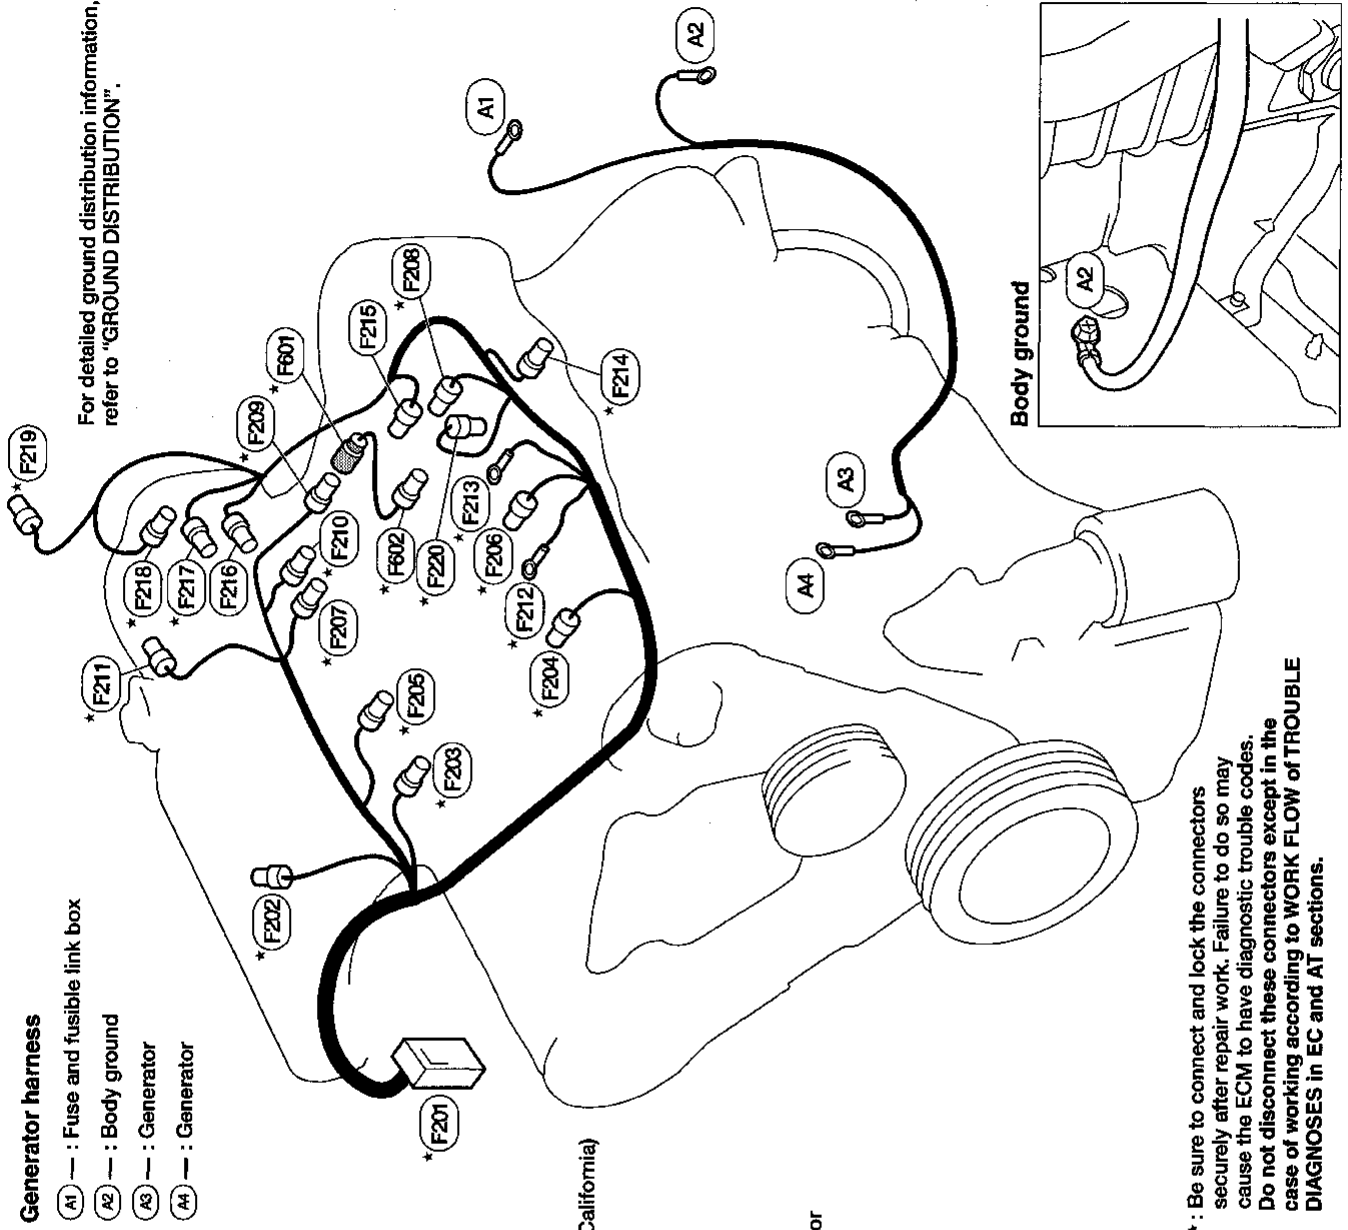 Generator harness
A1 — : Fuse and fusible link box
A2 — : Body ground
A3 — : Generator
A4 — : Generator
For detailed ground distribution information,
refer to "GROUND DISTRIBUTION".
★ F219
★ F211
★ F218
★ F217
F216
★ F209
★ F601
F215
★ F208
★ F210
★ F207
★ F602
★ F220
★ F213
★ F206
★ F212
★ F204
★ F214
★ F205
★ F203
★ F202
★ F201
A1
A2
A3
A4
Body ground
A2
California)
or
*: Be sure to connect and lock the connectors
securely after repair work. Failure to do so may
cause the ECM to have diagnostic trouble codes.
Do not disconnect these connectors except in the
case of working according to WORK FLOW of TROUBLE
DIAGNOSES in EC and AT sections.